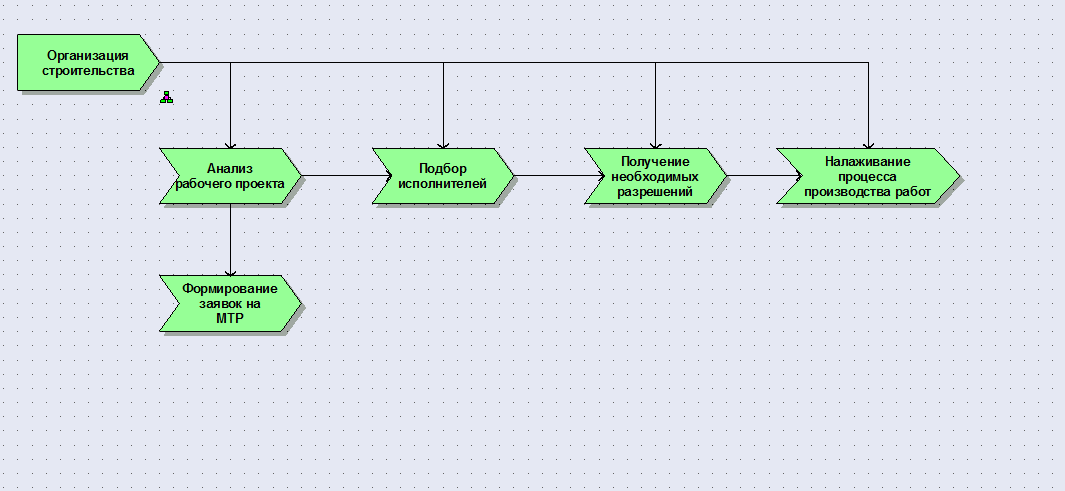 Организация
строительства
Анализ
рабочего проекта
Подбор
исполнителей
Получение
необходимых
разрешений
Налаживание
процесса
производства работ
Формирование
заявок на
МТР